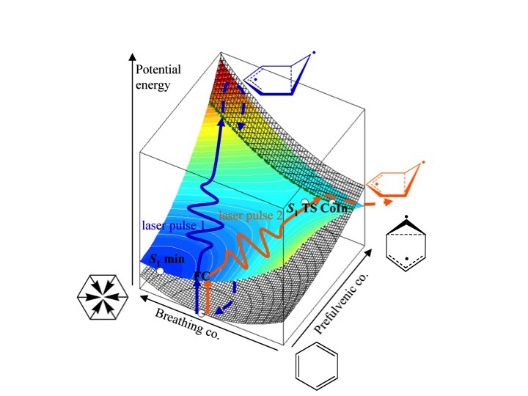 Potential
energy
laser pulse 1
laser pulse 2
S1 TS CoIn
S1 min
FC
Breathing co.
Prefulvenic co.